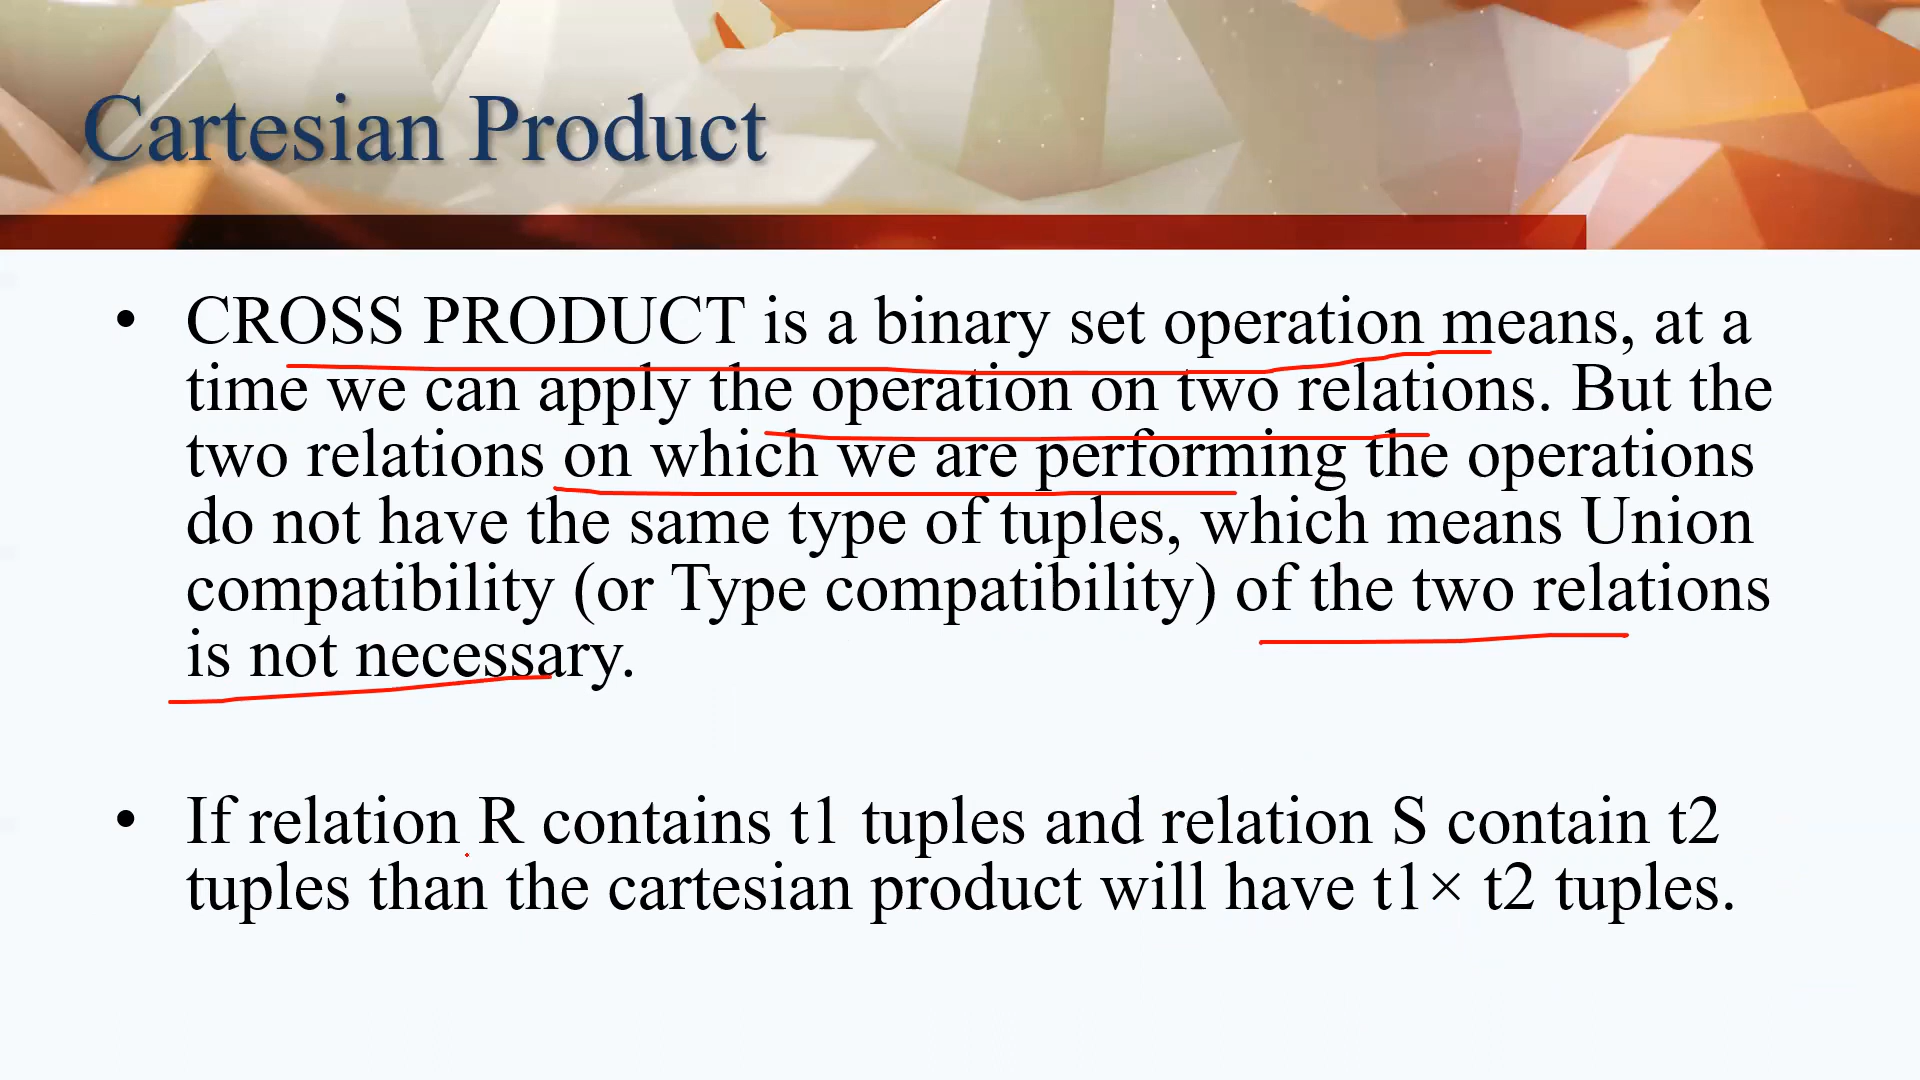 Cartesian Product
• CROSS PRODUCT is a binary set operation means, at a
time we can apply the operation on two relations. But the
two relations on which we are performing the operations
do not have the same type of tuples, which means Union
compatibility (or Type compatibility) of the two relations
is not necessary.
• If relation R contains t1 tuples and relation S contain t2
tuples than the cartesian product will have t1× t2 tuples.